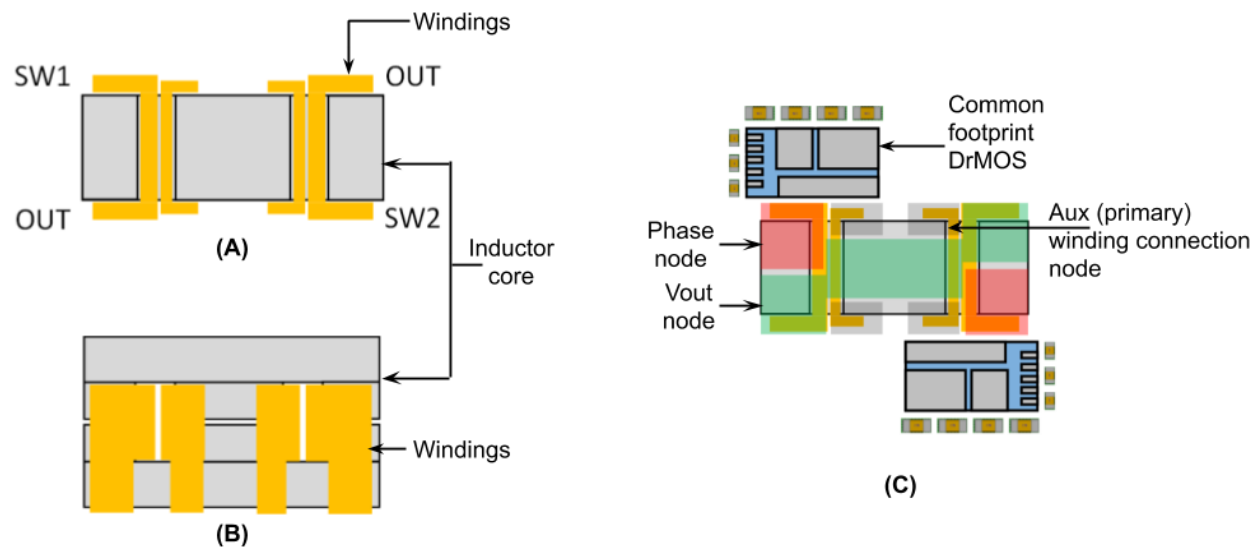 Windings
SW1
OUT
OUT
SW2
(A)
Inductor
core
Windings
(B)
Common
footprint
DrMOS
Phase
node
Aux (primary)
winding connection
node
Vout
node
(C)